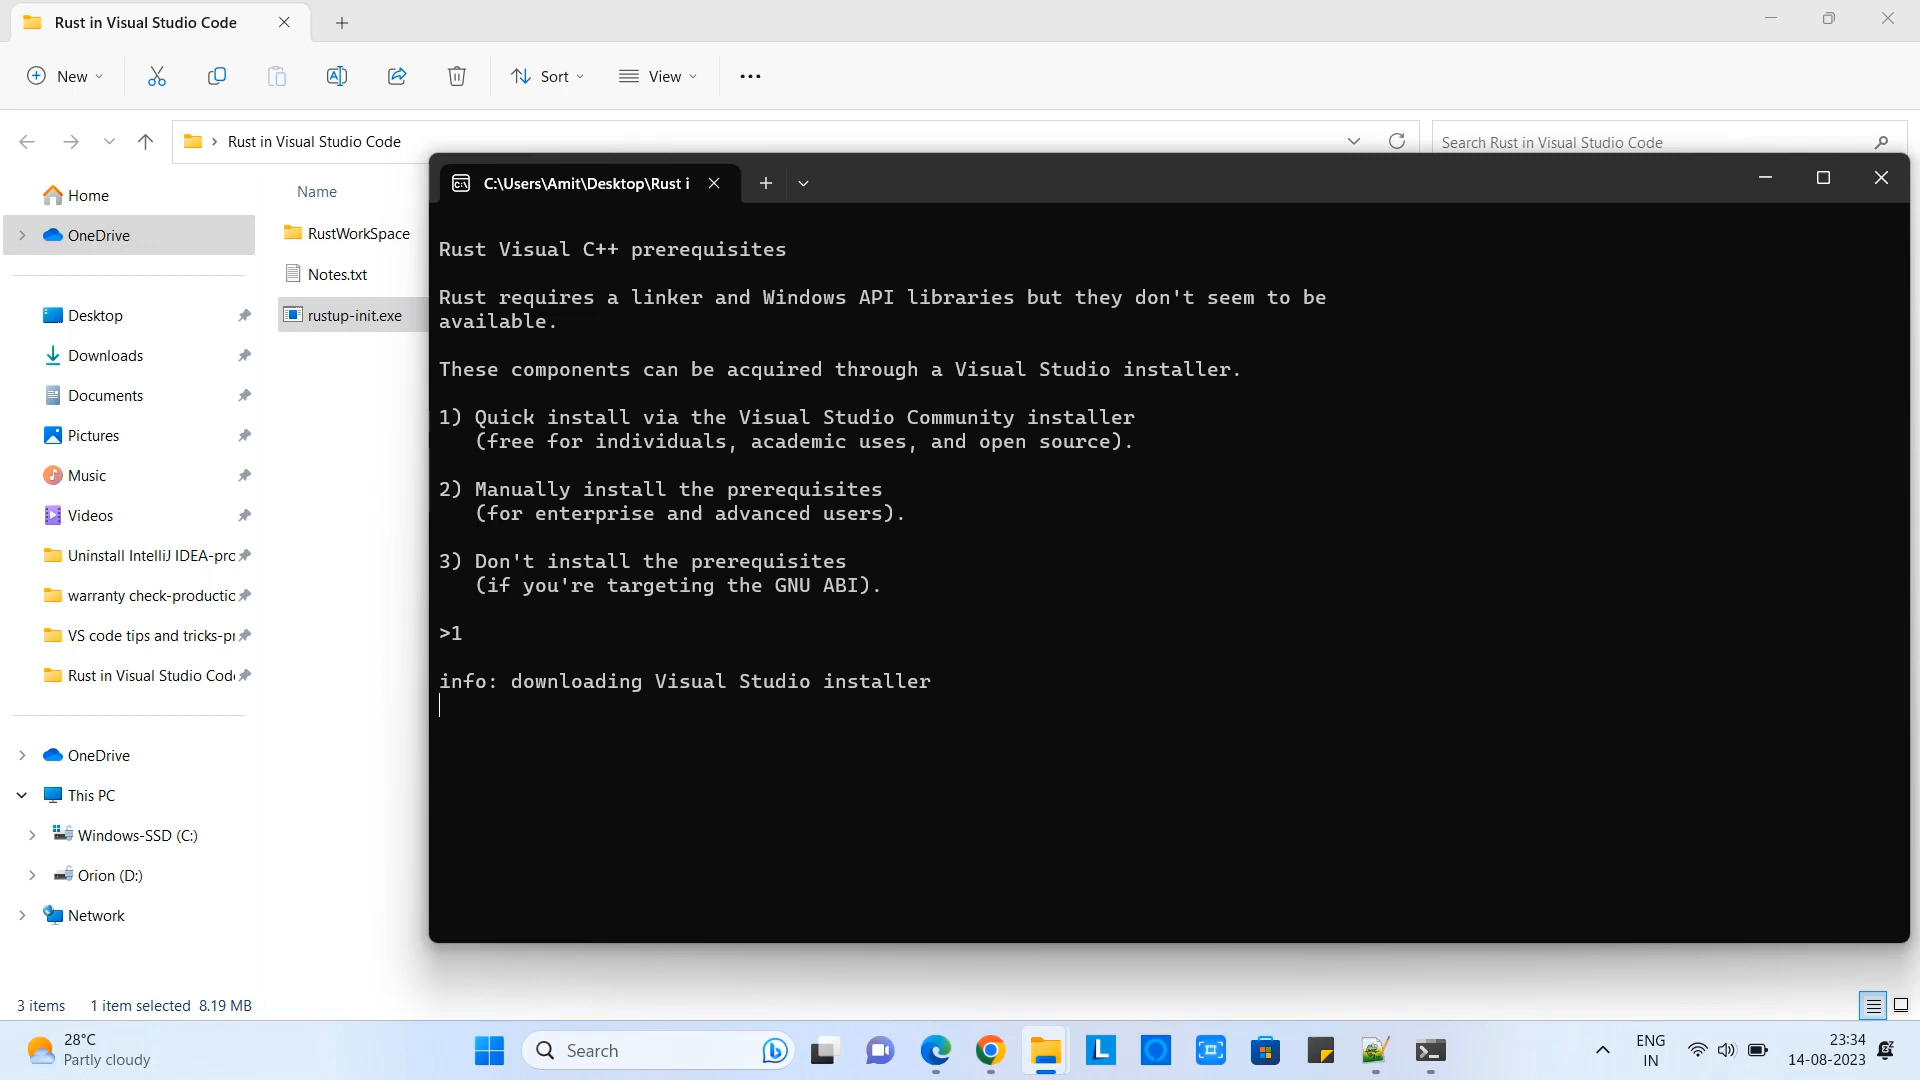 Rust in Visual Studio Code
New
Sort
View
Rust in Visual Studio Code
Search Rust in Visual Studio Code
Home
OneDrive
Desktop
Downloads
Documents
Pictures
Music
Videos
Uninstall IntelliJ IDEA-pro
warranty check-productio
VS code tips and tricks-pr
Rust in Visual Studio Code
OneDrive
This PC
Windows-SSD (C:)
Orion (D:)
Network
Name
RustWorkSpace
Notes.txt
rustup-init.exe
C:\Users\Amit\Desktop\Rust i
Rust Visual C++ prerequisites
Rust requires a linker and Windows API libraries but they don't seem to be
available.
These components can be acquired through a Visual Studio installer.
1) Quick install via the Visual Studio Community installer
(free for individuals, academic uses, and open source).
2) Manually install the prerequisites
(for enterprise and advanced users).
3) Don't install the prerequisites
(if you're targeting the GNU ABI).
>1
info: downloading Visual Studio installer
3 items 1 item selected 8.19 MB
28°C
Partly cloudy
Search
L
ENG
IN
23:34
14-08-2023